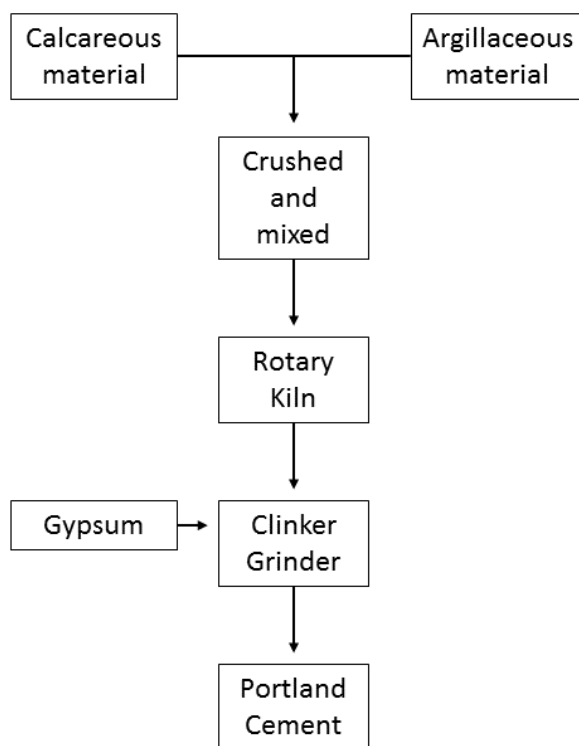 Calcareous
material
Argillaceous
material
Crushed
and
mixed
Rotary
Kiln
Gypsum
Clinker
Grinder
Portland
Cement